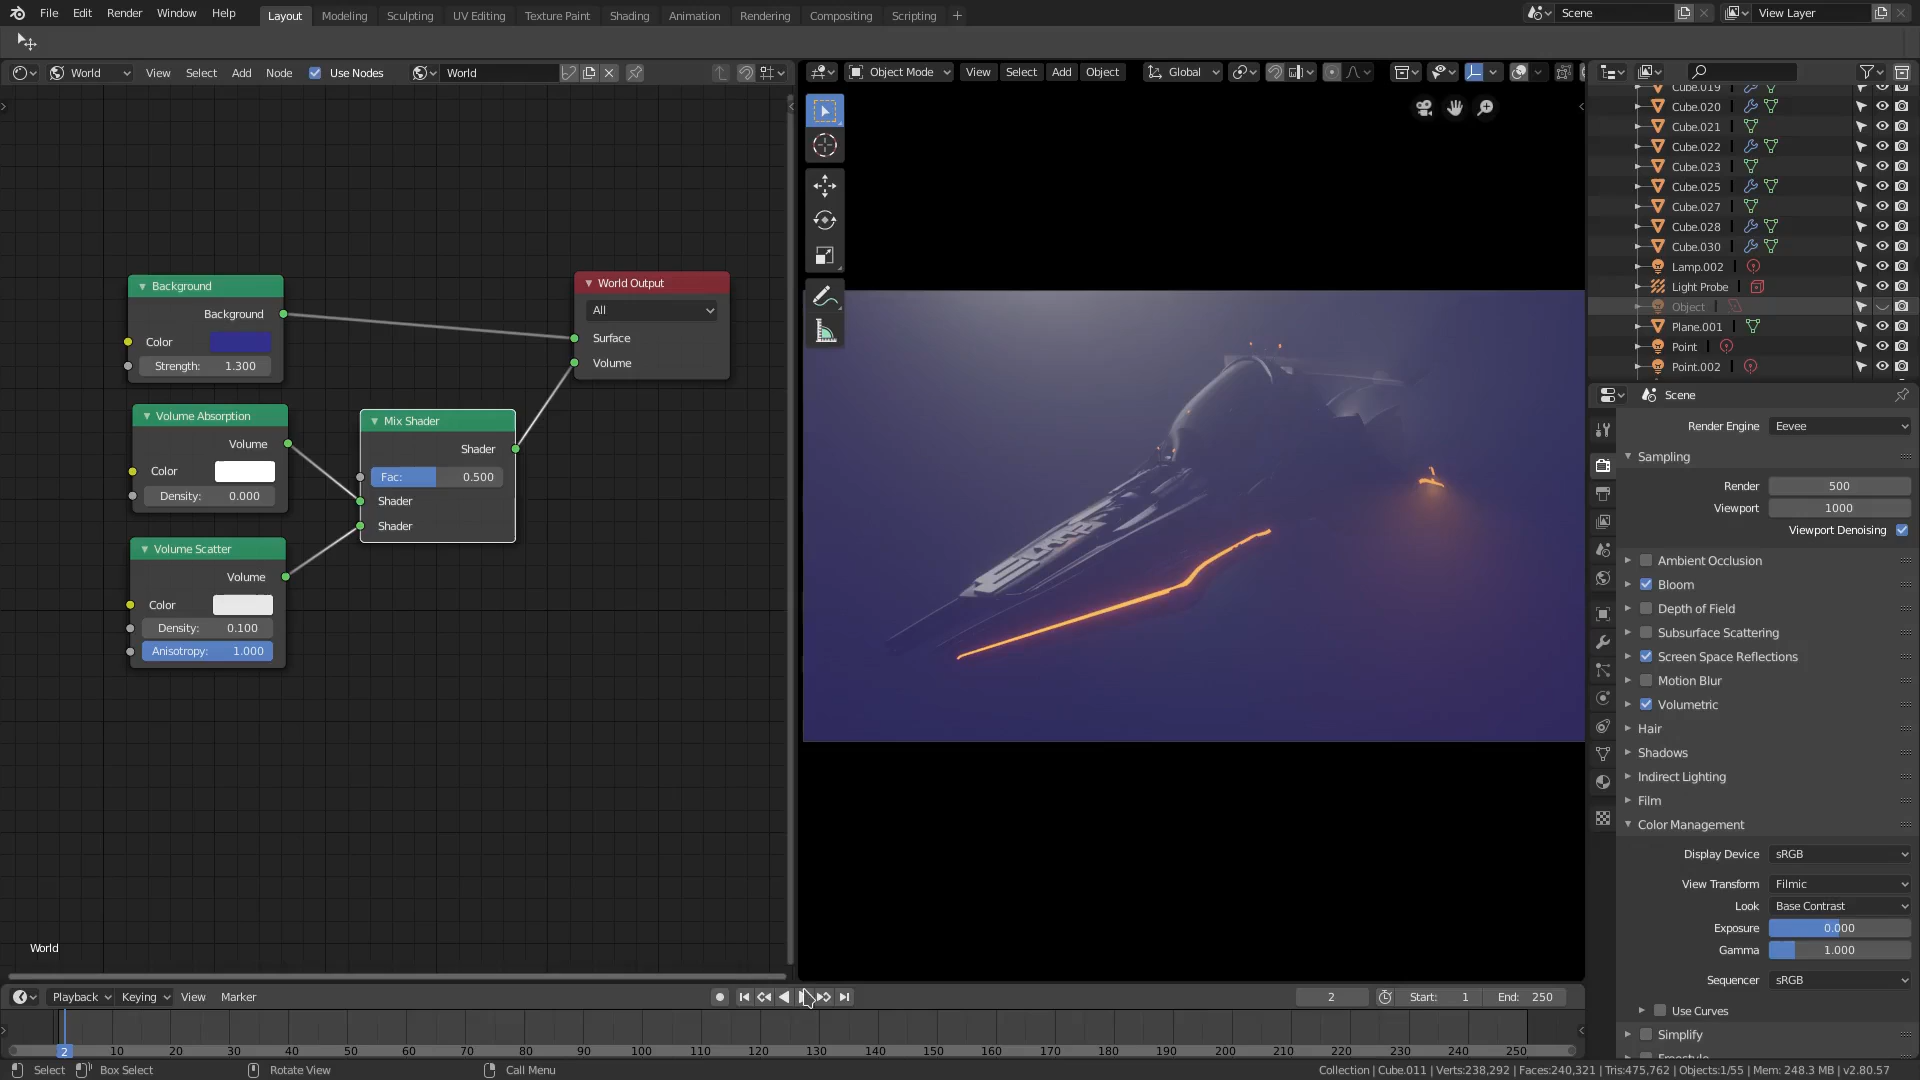 File Edit Render Window Help Layout Modeling Sculpting UV Editing Texture Paint Shading Animation Rendering Compositing Scripting + Scene View Layer
World View Select Add Node Use Nodes World
Object Mode View Select Add Object Global
Background
Background
Color
Strength: 1.300
Volume Absorption
Volume
Color
Density: 0.000
Volume Scatter
Volume
Color
Density: 0.100
Anisotropy: 1.000
Mix Shader
Shader
Fac: 0.500
Shader
Shader
World Output
All
Surface
Volume
World
Cube.019
Cube.020
Cube.021
Cube.022
Cube.023
Cube.025
Cube.027
Cube.028
Cube.030
Lamp.002
Light Probe
Object
Plane.001
Point
Point.002
Scene
Render Engine Eevee
Sampling
Render 500
Viewport 1000
Viewport Denoising
Ambient Occlusion
Bloom
Depth of Field
Subsurface Scattering
Screen Space Reflections
Motion Blur
Volumetric
Hair
Shadows
Indirect Lighting
Film
Color Management
Display Device sRGB
View Transform Filmic
Look Base Contrast
Exposure 0.000
Gamma 1.000
Sequencer sRGB
Use Curves
Simplify
Freestyle
Playback Keying View Marker 2 Start: 1 End: 250
2 10 20 30 40 50 60 70 80 90 100 110 120 130 140 150 160 170 180 190 200 210 220 230 240 250
Select Box Select Rotate View Call Menu Collection | Cube.011 | Verts:238,292 | Faces:240,321 | Tris:475,762 | Objects:1/55 | Mem: 248.3 MB | v2.80.57